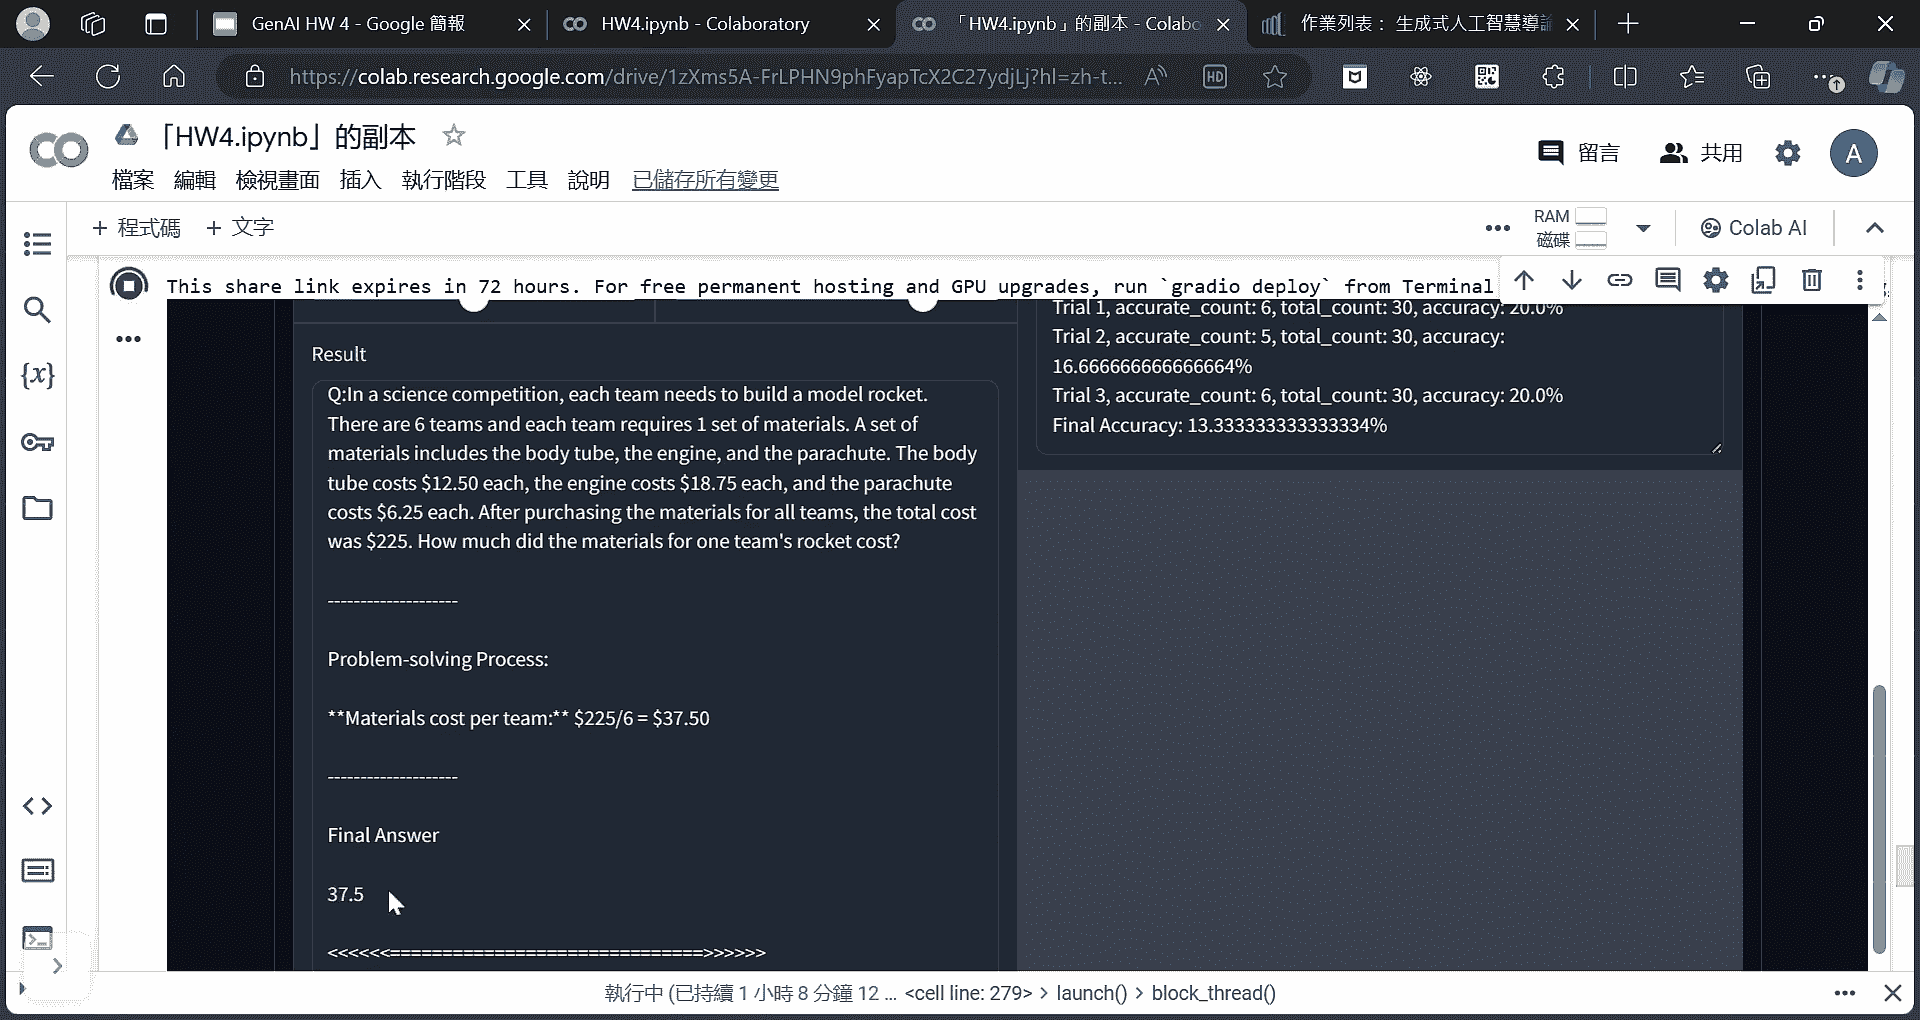 GenAI HW 4 - Google 簡報
HW4.ipynb - Colaboratory
「HW4.ipynb」的副本 - Colabo
作業列表： 生成式人工智慧導論
https://colab.research.google.com/drive/1zXms5A-FrLPHN9phFyapTcX2C27ydjLj?hl=zh-t...
HD
CO
「HW4.ipynb」的副本
留言
共用
A
檔案 編輯 檢視畫面 插入 執行階段 工具 說明 已儲存所有變更
+ 程式碼 + 文字
RAM
磁碟
Colab AI
This share link expires in 72 hours. For free permanent hosting and GPU upgrades, run `gradio deploy` from Terminal
{x}
Trial 1, accurate_count: 6, total_count: 30, accuracy: 20.0%
Trial 2, accurate_count: 5, total_count: 30, accuracy:
16.666666666666664%
Trial 3, accurate_count: 6, total_count: 30, accuracy: 20.0%
Final Accuracy: 13.333333333333334%
Result
Q:In a science competition, each team needs to build a model rocket.
There are 6 teams and each team requires 1 set of materials. A set of
materials includes the body tube, the engine, and the parachute. The body
tube costs $12.50 each, the engine costs $18.75 each, and the parachute
costs $6.25 each. After purchasing the materials for all teams, the total cost
was $225. How much did the materials for one team's rocket cost?
--------------------
Problem-solving Process:
**Materials cost per team:** $225/6 = $37.50
--------------------
Final Answer
37.5
<<<<<<==============================>>>>>>
執行中 (已持續 1 小時 8 分鐘 12 ... <cell line: 279> > launch() > block_thread()